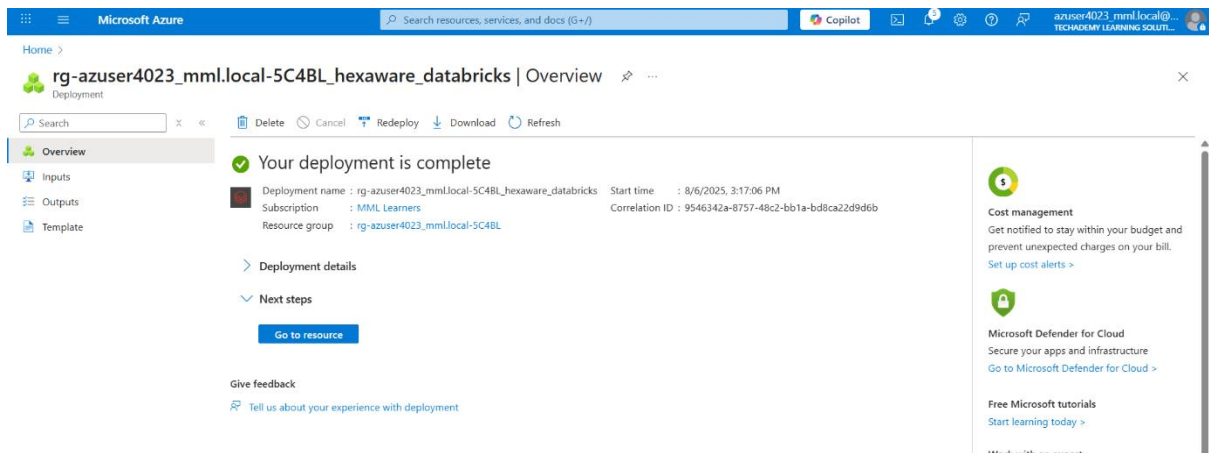 Microsoft Azure
Search resources, services, and docs (G+/)
Copilot
5
azuser4023_mml.local@...
TECHADEMY LEARNING SOLUTI...
Home >
rg-azuser4023_mml.local-5C4BL_hexaware_databricks | Overview
Deployment
Search
Delete
Cancel
Redeploy
Download
Refresh
Overview
Inputs
Outputs
Template
Your deployment is complete
Deployment name : rg-azuser4023_mml.local-5C4BL_hexaware_databricks
Subscription : MML Learners
Resource group : rg-azuser4023_mml.local-5C4BL
Start time : 8/6/2025, 3:17:06 PM
Correlation ID : 9546342a-8757-48c2-bb1a-bd8ca22d9d6b
Deployment details
Next steps
Go to resource
Give feedback
Tell us about your experience with deployment
Cost management
Get notified to stay within your budget and
prevent unexpected charges on your bill.
Set up cost alerts >
Microsoft Defender for Cloud
Secure your apps and infrastructure
Go to Microsoft Defender for Cloud >
Free Microsoft tutorials
Start learning today >